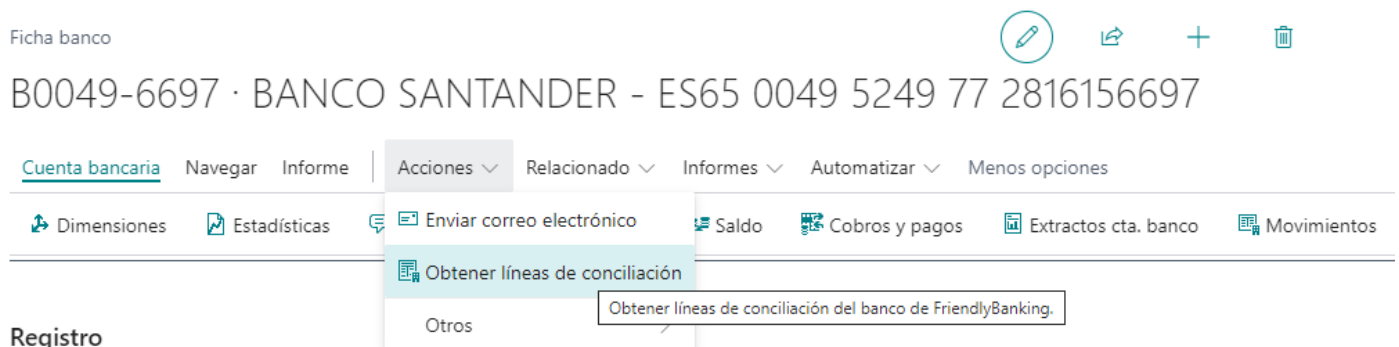 Ficha banco
B0049-6697 · BANCO SANTANDER - ES65 0049 5249 77 2816156697
Cuenta bancaria Navegar Informe Acciones Relacionado Informes Automatizar Menos opciones
Dimensiones Estadísticas Enviar correo electrónico Saldo Cobros y pagos Extractos cta. banco Movimientos
Obtener líneas de conciliación
Obtener líneas de conciliación del banco de FriendlyBanking.
Otros
Registro